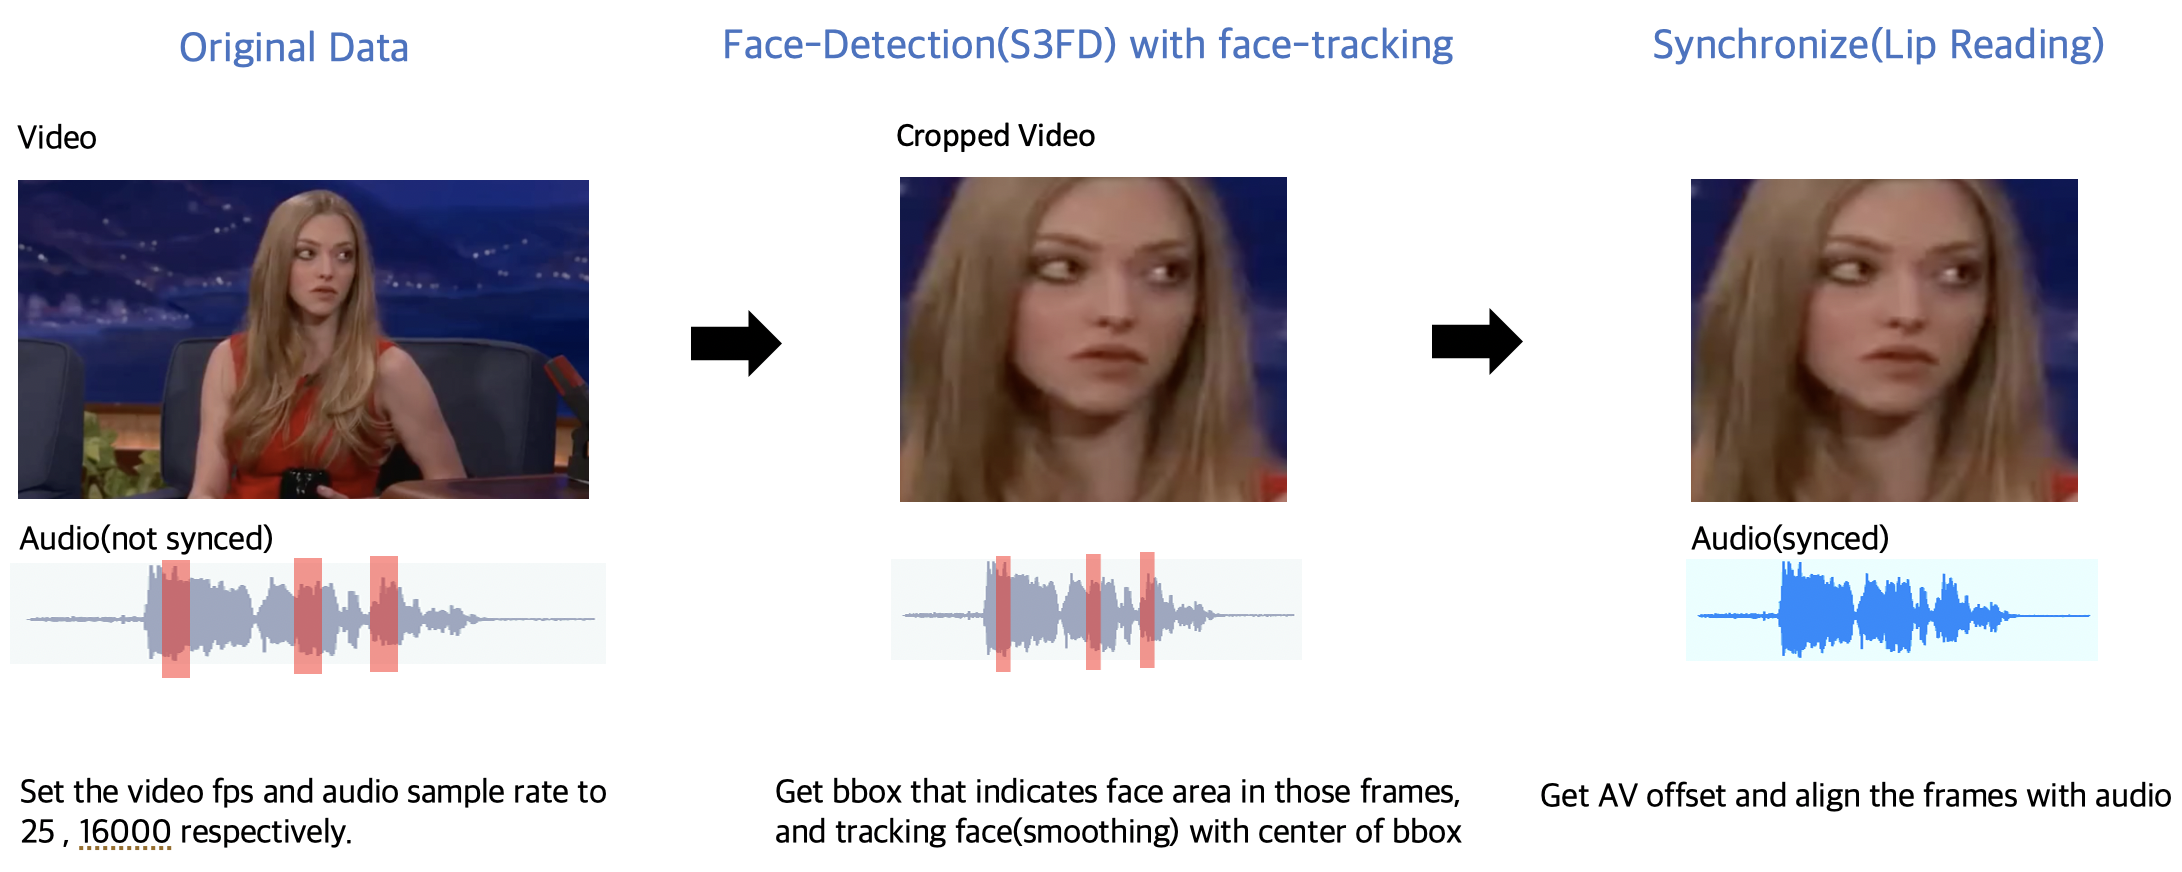 Original Data
Face-Detection(S3FD) with face-tracking
Synchronize(Lip Reading)
Video
Cropped Video
Audio(not synced)
Audio(synced)
Set the video fps and audio sample rate to
25 , 16000 respectively.
Get bbox that indicates face area in those frames,
and tracking face(smoothing) with center of bbox
Get AV offset and align the frames with audio